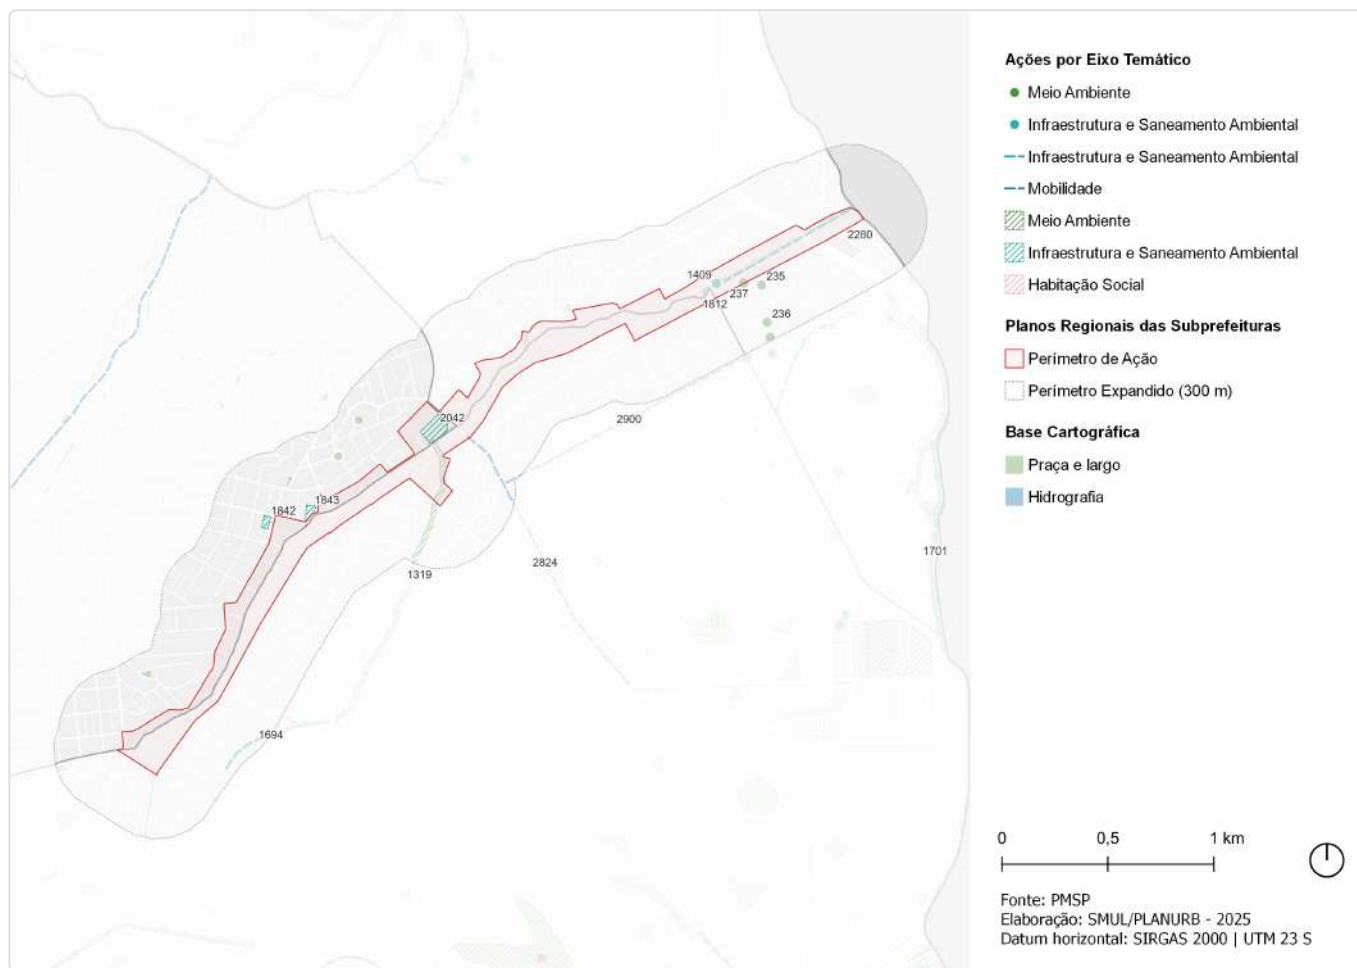 Ações por Eixo Temático
Meio Ambiente
Infraestrutura e Saneamento Ambiental
Infraestrutura e Saneamento Ambiental
Mobilidade
Meio Ambiente
Infraestrutura e Saneamento Ambiental
Habitação Social
Planos Regionais das Subprefeituras
Perímetro de Ação
Perímetro Expandido (300 m)
Base Cartográfica
Praça e largo
Hidrografia
2280
1409
235
237
1812
236
2042
2900
1843
1842
1701
2824
1319
1694
0 0,5 1 km
Fonte: PMSP
Elaboração: SMUL/PLANURB - 2025
Datum horizontal: SIRGAS 2000 | UTM 23 S